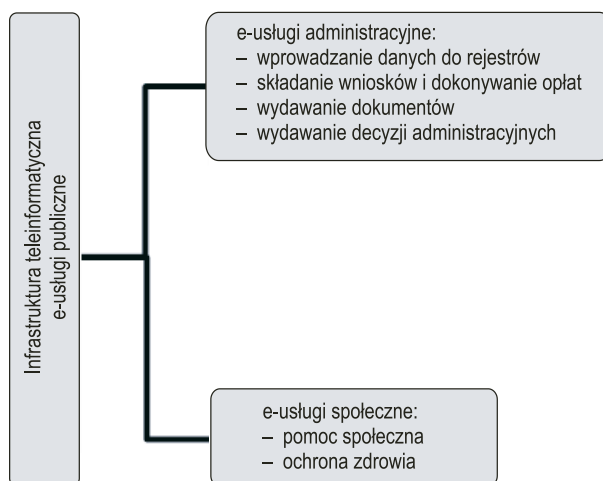 Infrastruktura teleinformatyczna
e-usługi publiczne
e-usługi administracyjne:
– wprowadzanie danych do rejestrów
– składanie wniosków i dokonywanie opłat
– wydawanie dokumentów
– wydawanie decyzji administracyjnych
e-usługi społeczne:
– pomoc społeczna
– ochrona zdrowia